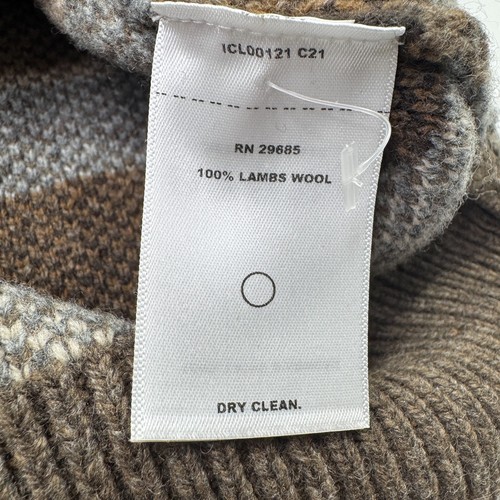 ICL00121 C21
RN 29685
100% LAMBS WOOL
DRY CLEAN.